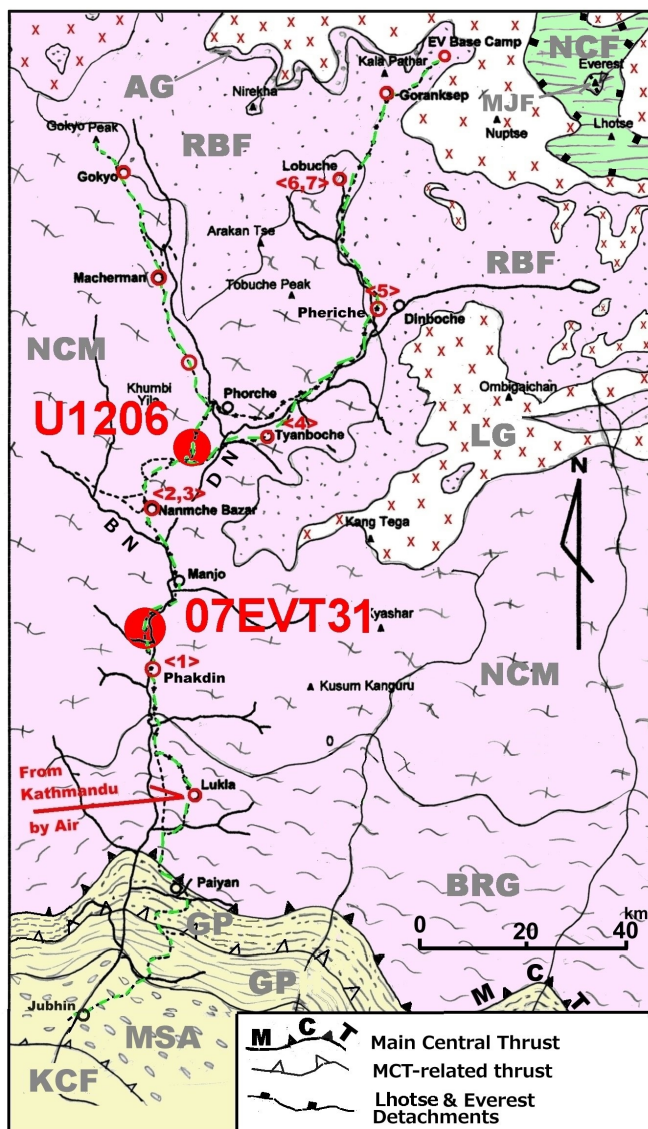 EV Base Camp
NCF
Kala Pathar
Everest
AG
Goranksep
MJF
Nirekha
Nuptse
Lhotse
Gokyo Peak
RBF
Lobuche
Gokyo
<6,7>
Arakan Tse
RBF
Macherman
Tobuche Peak
<5>
Pheriche
Dinboche
NCM
Khumbi
Yila
Phorche
Ombigaichan
U1206
<4>
Tyanboche
LG
D N
N
<2,3>
Nanmche Bazar
B N
Kang Tega
Manjo
07EVT31
Kyashar
<1>
Phakdin
NCM
Kusum Kanguru
0
From
Kathmandu
by Air
Lukla
Paiyan
BRG
GP
0 20 40
km
GP
M C T
Jubhin
MSA
KCF
M C T
Main Central Thrust
MCT-related thrust
Lhotse & Everest
Detachments